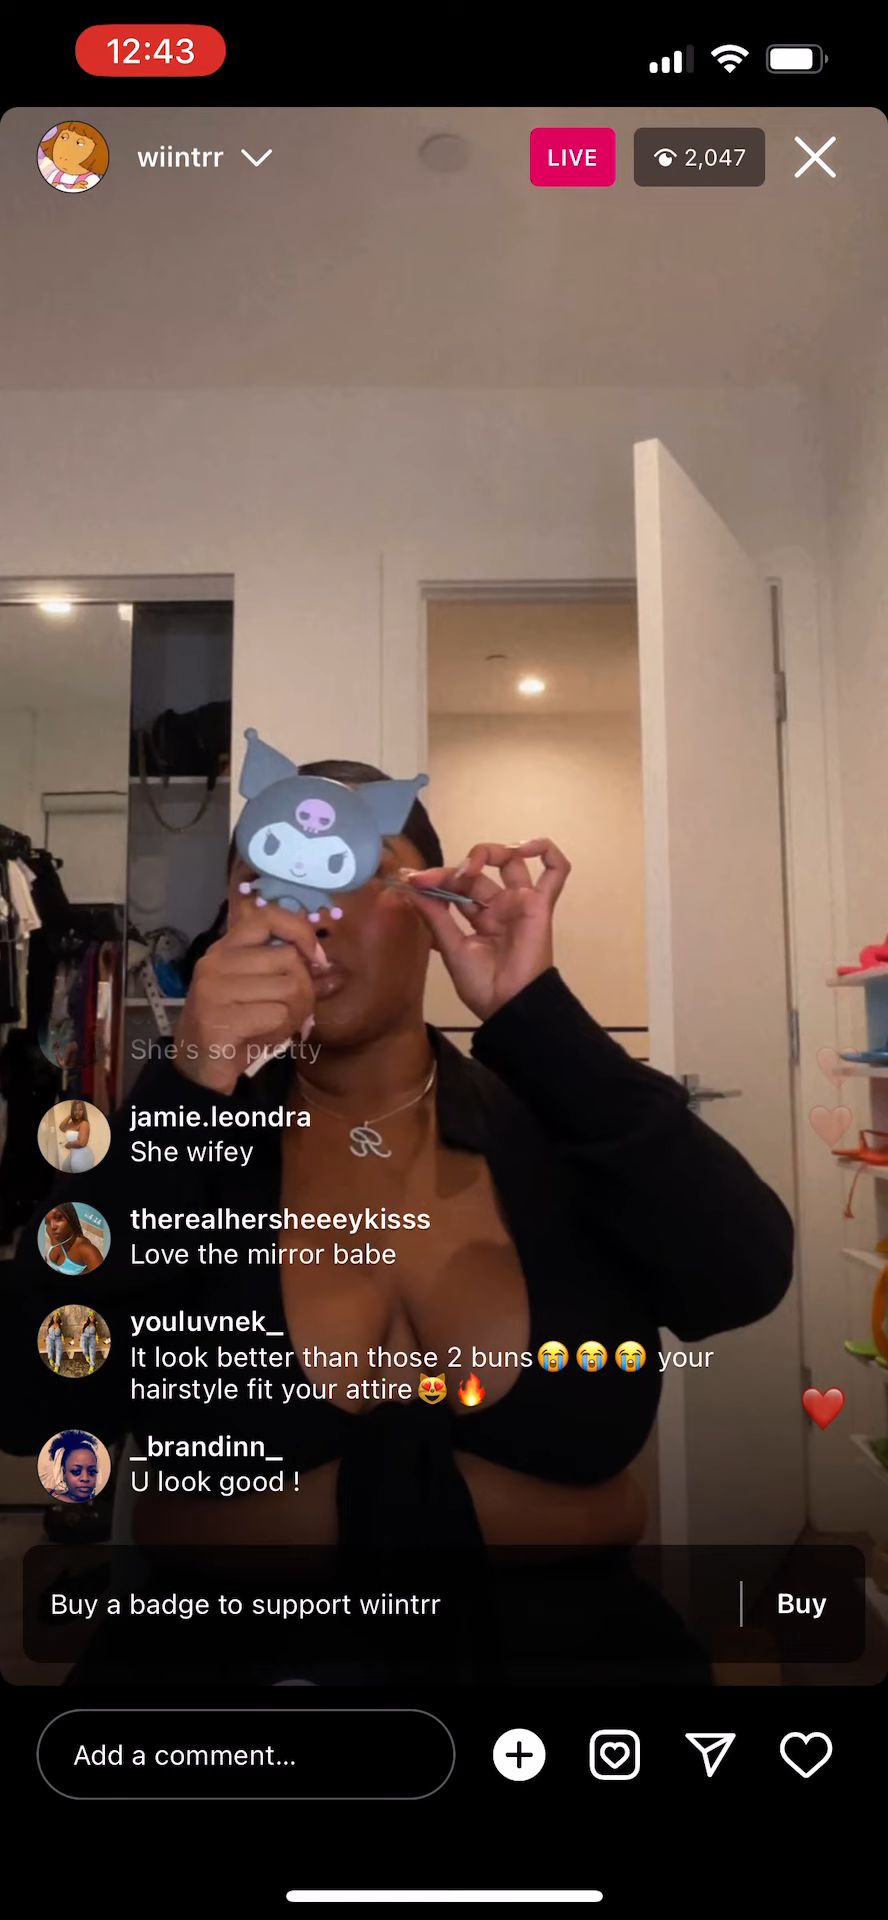 12:43
wiintrr
LIVE
2,047
She's so pretty
jamie.leondra
She wifey
therealhersheeeykisss
Love the mirror babe
youluvnek_
It look better than those 2 buns😭😭😭 your
hairstyle fit your attire😻🔥
_brandinn_
U look good !
Buy a badge to support wiintrr
Buy
Add a comment...
R